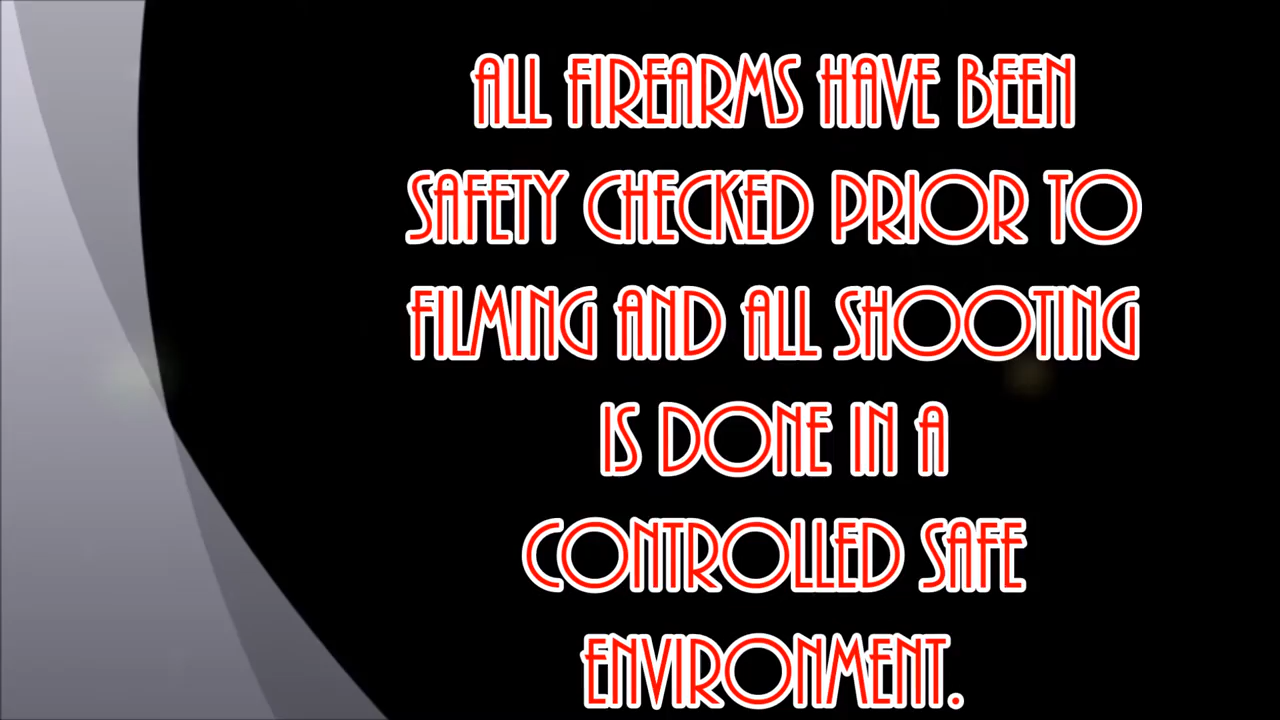 ALL FIREARMS HAVE BEEN
SAFETY CHECKED PRIOR TO
FILMING AND ALL SHOOTING
IS DONE IN A
CONTROLLED SAFE
ENVIRONMENT.